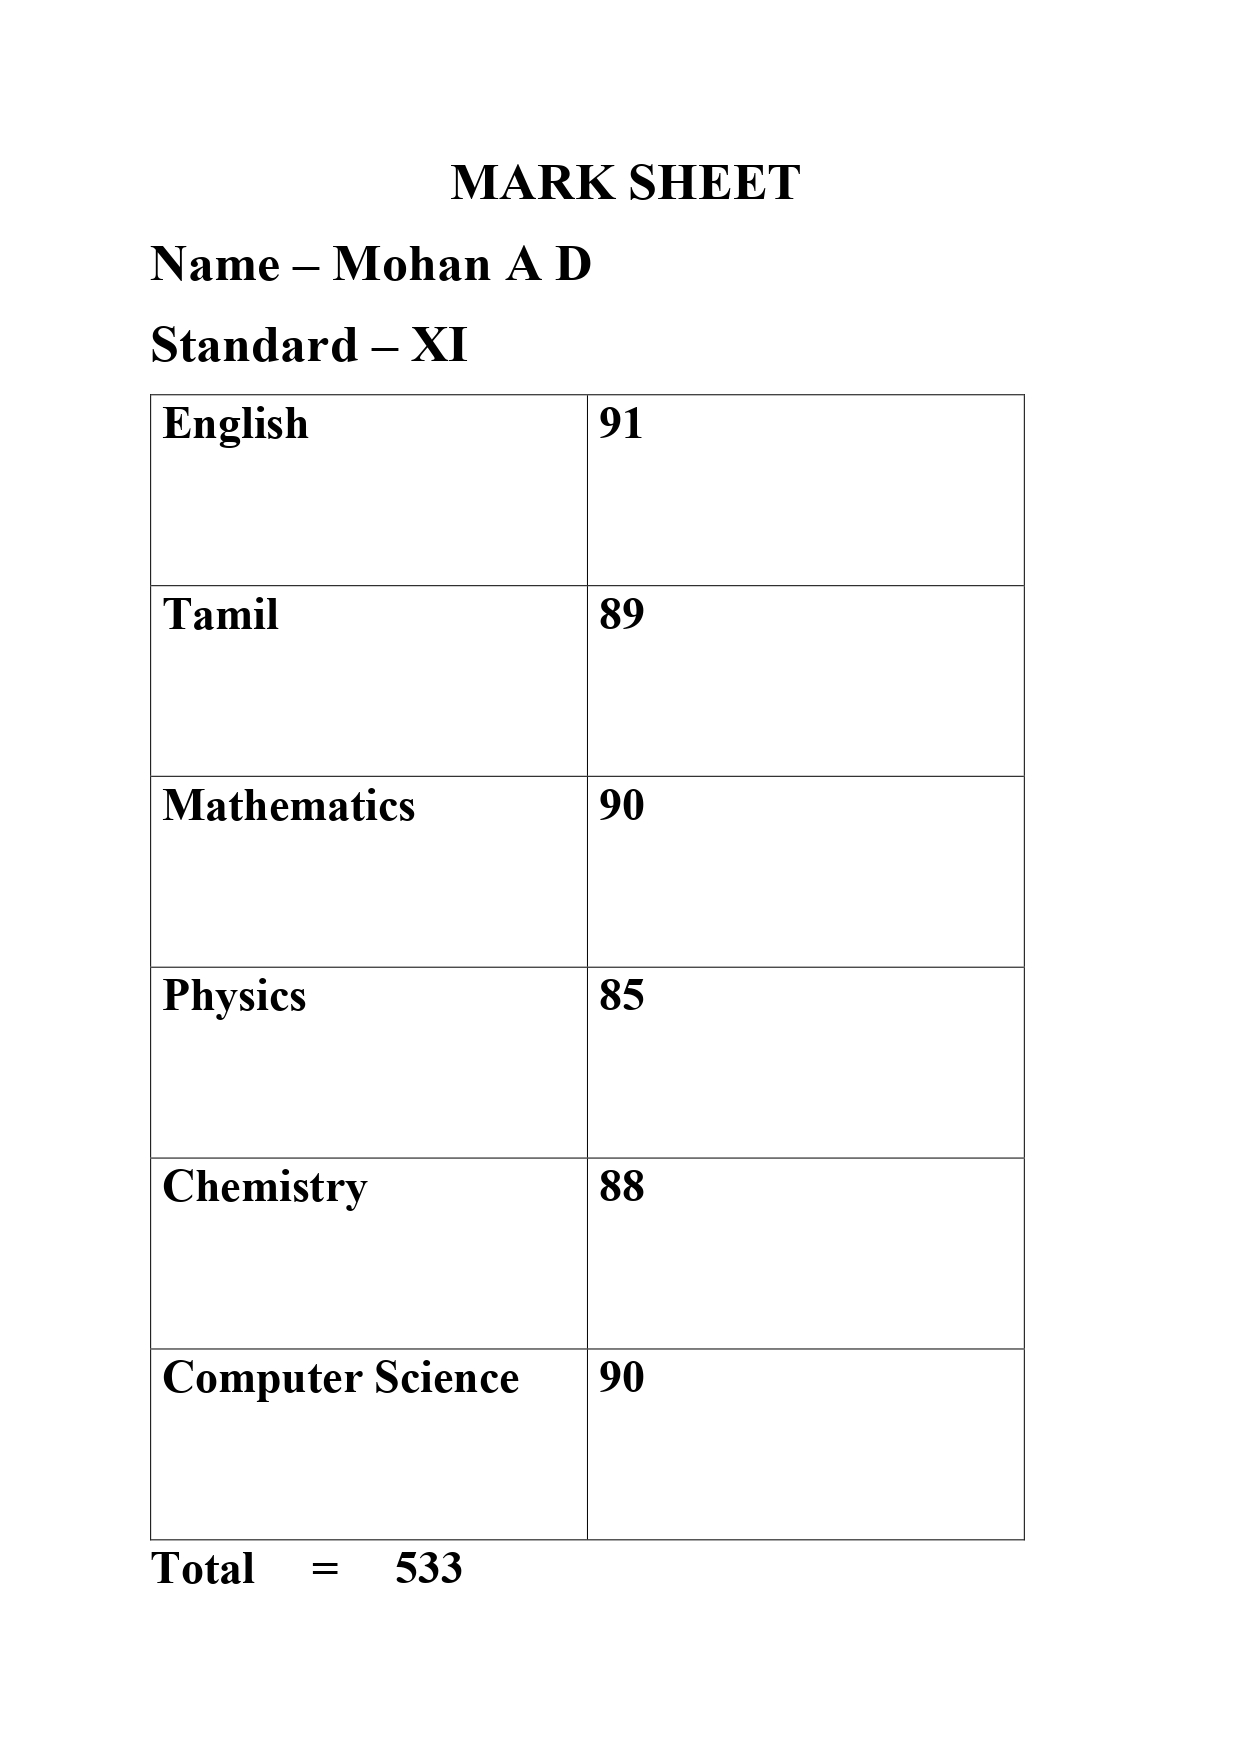 MARK SHEET
Name – Mohan A D
Standard – XI
English 91
Tamil 89
Mathematics 90
Physics 85
Chemistry 88
Computer Science 90
Total = 533